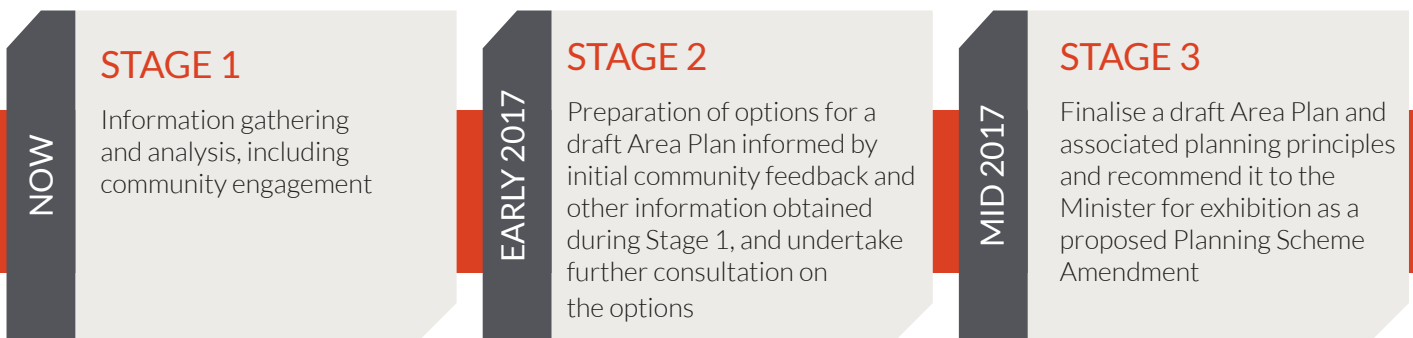 NOW
STAGE 1
Information gathering
and analysis, including
community engagement
EARLY 2017
STAGE 2
Preparation of options for a
draft Area Plan informed by
initial community feedback and
other information obtained
during Stage 1, and undertake
further consultation on
the options
MID 2017
STAGE 3
Finalise a draft Area Plan and
associated planning principles
and recommend it to the
Minister for exhibition as a
proposed Planning Scheme
Amendment